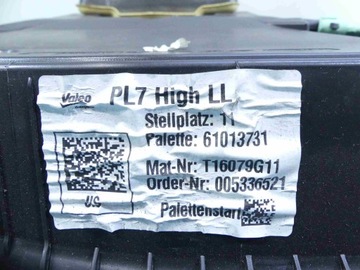 Valeo PL7 High LL
Stellplatz: 11
Palette: 61013731
Mat-Nr: T16079G11
Order-Nr: 005336521
US
Palettenstart